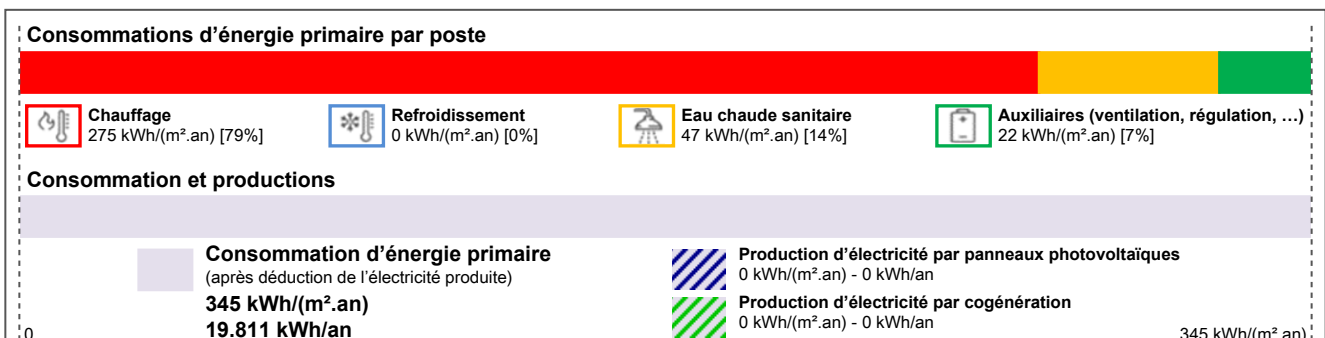 Consommations d’énergie primaire par poste
Chauffage
275 kWh/(m².an) [79%]
Refroidissement
0 kWh/(m².an) [0%]
Eau chaude sanitaire
47 kWh/(m².an) [14%]
Auxiliaires (ventilation, régulation, …)
22 kWh/(m².an) [7%]
Consommation et productions
Consommation d’énergie primaire
(après déduction de l’électricité produite)
345 kWh/(m².an)
19.811 kWh/an
Production d’électricité par panneaux photovoltaïques
0 kWh/(m².an) - 0 kWh/an
Production d’électricité par cogénération
0 kWh/(m².an) - 0 kWh/an
0
345 kWh/(m².an)